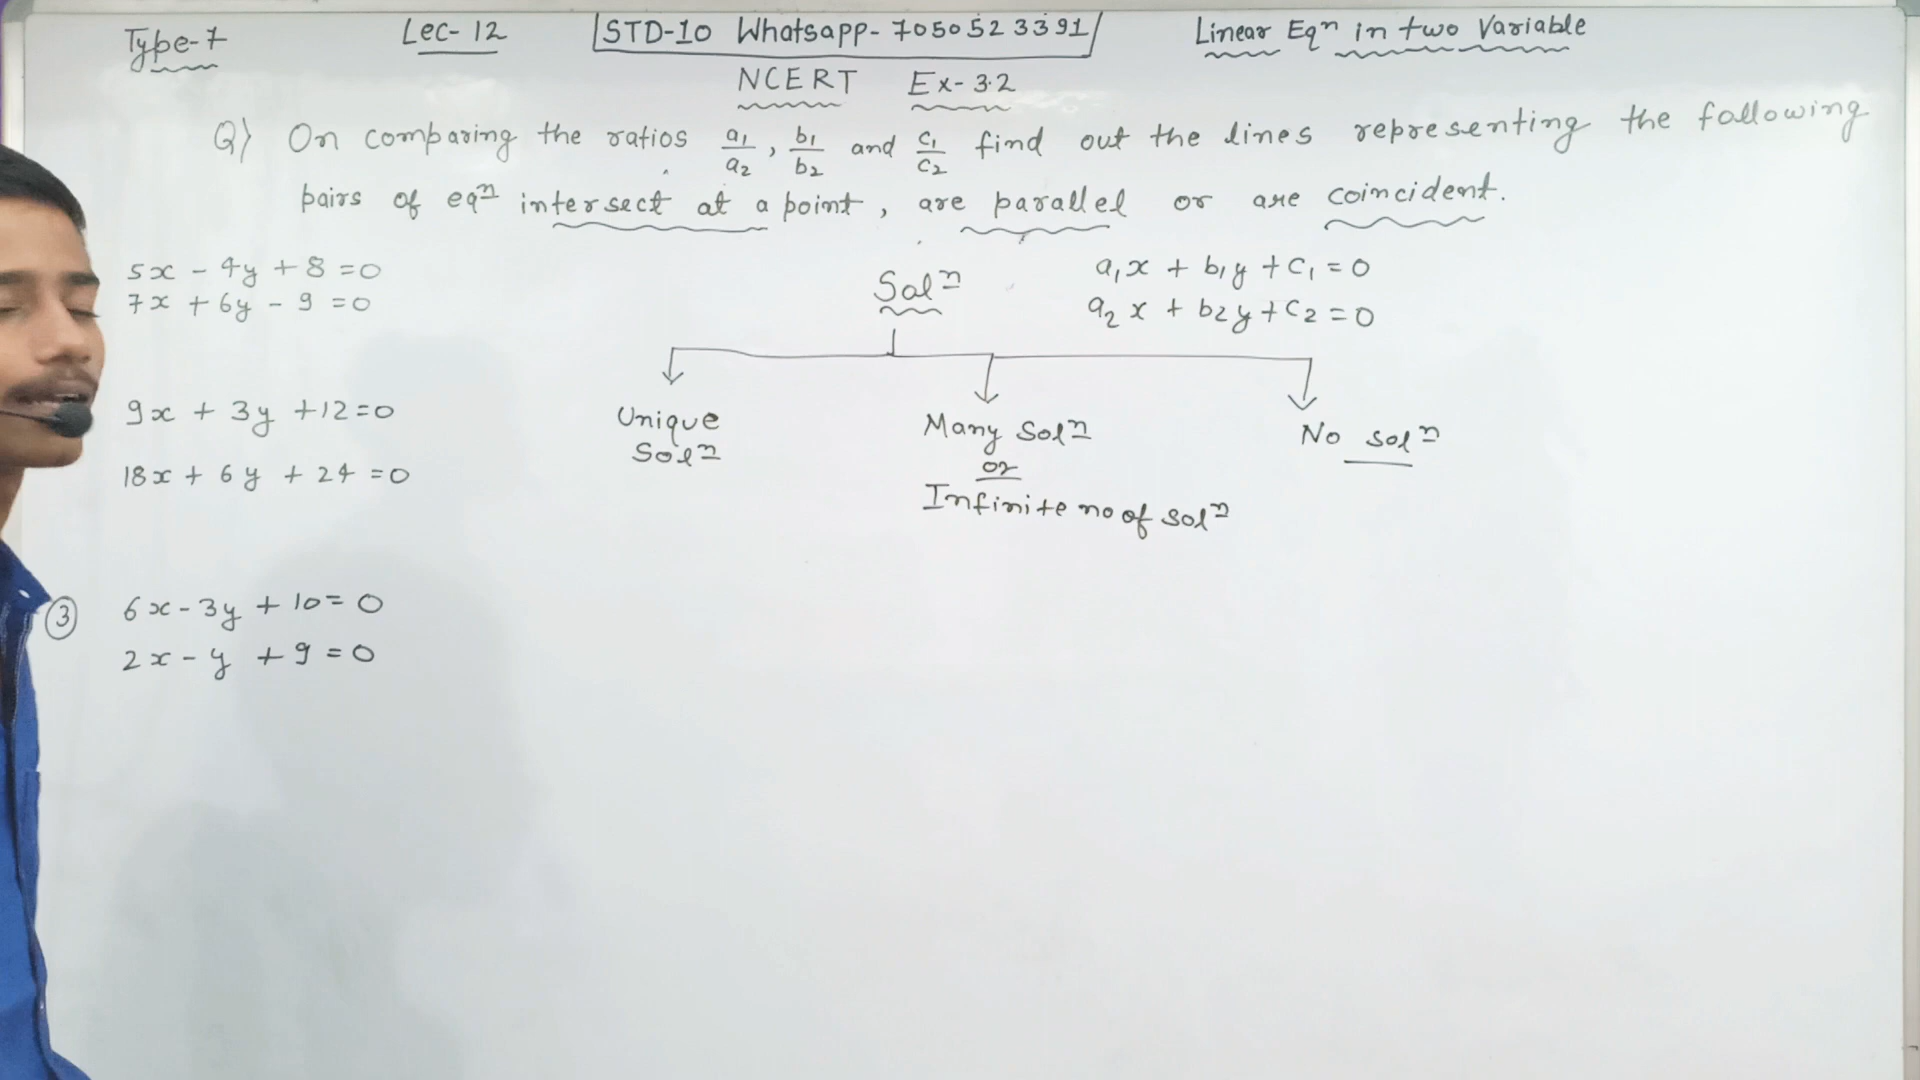 Type-7 Lec-12 STD-10 Whatsapp-7050523391 Linear Eqn in two Variable
NCERT Ex-3.2
Q) On comparing the ratios a1/a2, b1/b2 and c1/c2 find out the lines representing the following
pairs of eqn intersect at a point, are parallel or are coincident.
5x - 4y + 8 = 0
7x + 6y - 9 = 0
Soln
a1x + b1y + c1 = 0
a2x + b2y + c2 = 0
9x + 3y + 12 = 0
18x + 6y + 24 = 0
Unique
Soln
Many Soln
or
Infinite no of soln
No soln
③ 6x - 3y + 10 = 0
2x - y + 9 = 0